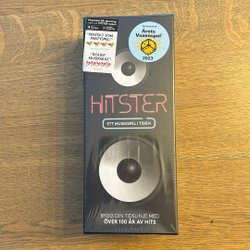 "PERFEKT SOM
PARTYSPEL!"
"ROLIGT
MUSIKQUIZ!"
Årets
Vuxenspel
2023
HITSTER
ETT MUSIKSPEL I TIDEN
BYGG DIN TIDSLINJE MED
ÖVER 100 ÅR AV HITS